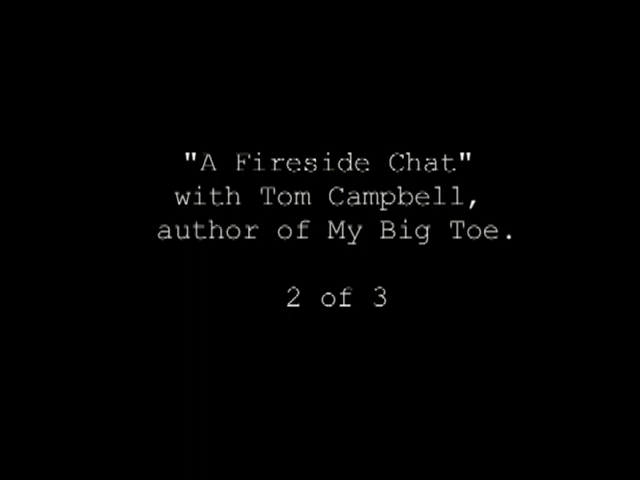 "A Fireside Chat"
with Tom Campbell,
author of My Big Toe.
2 of 3